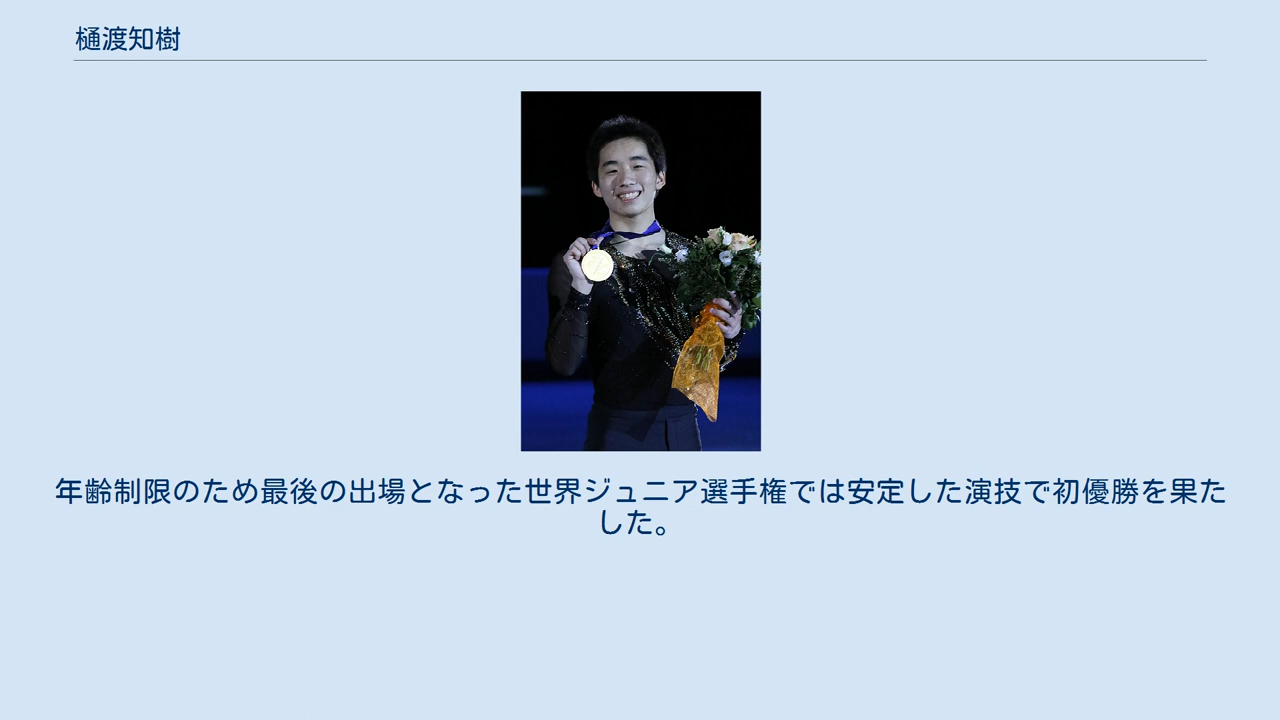 樋渡知樹
年齢制限のため最後の出場となった世界ジュニア選手権では安定した演技で初優勝を果た
した。